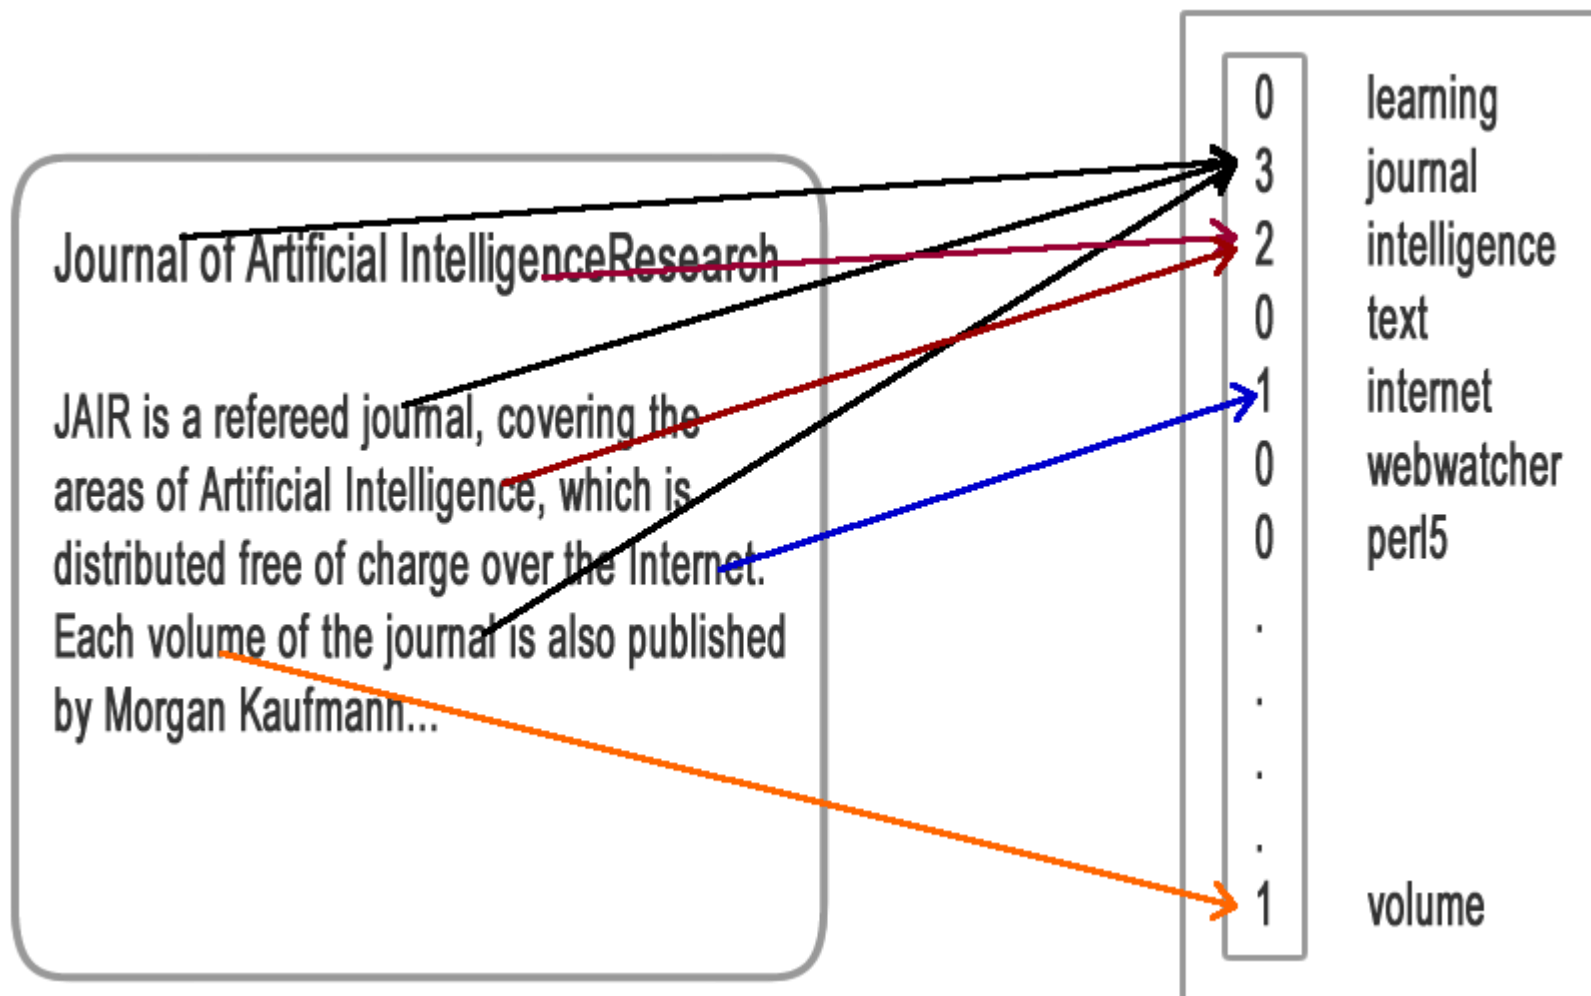 Journal of Artificial IntelligenceResearch
JAIR is a refereed journal, covering the
areas of Artificial Intelligence, which is
distributed free of charge over the Internet.
Each volume of the journal is also published
by Morgan Kaufmann...
0 learning
3 journal
2 intelligence
0 text
1 internet
0 webwatcher
0 perl5
.
.
.
.
1 volume